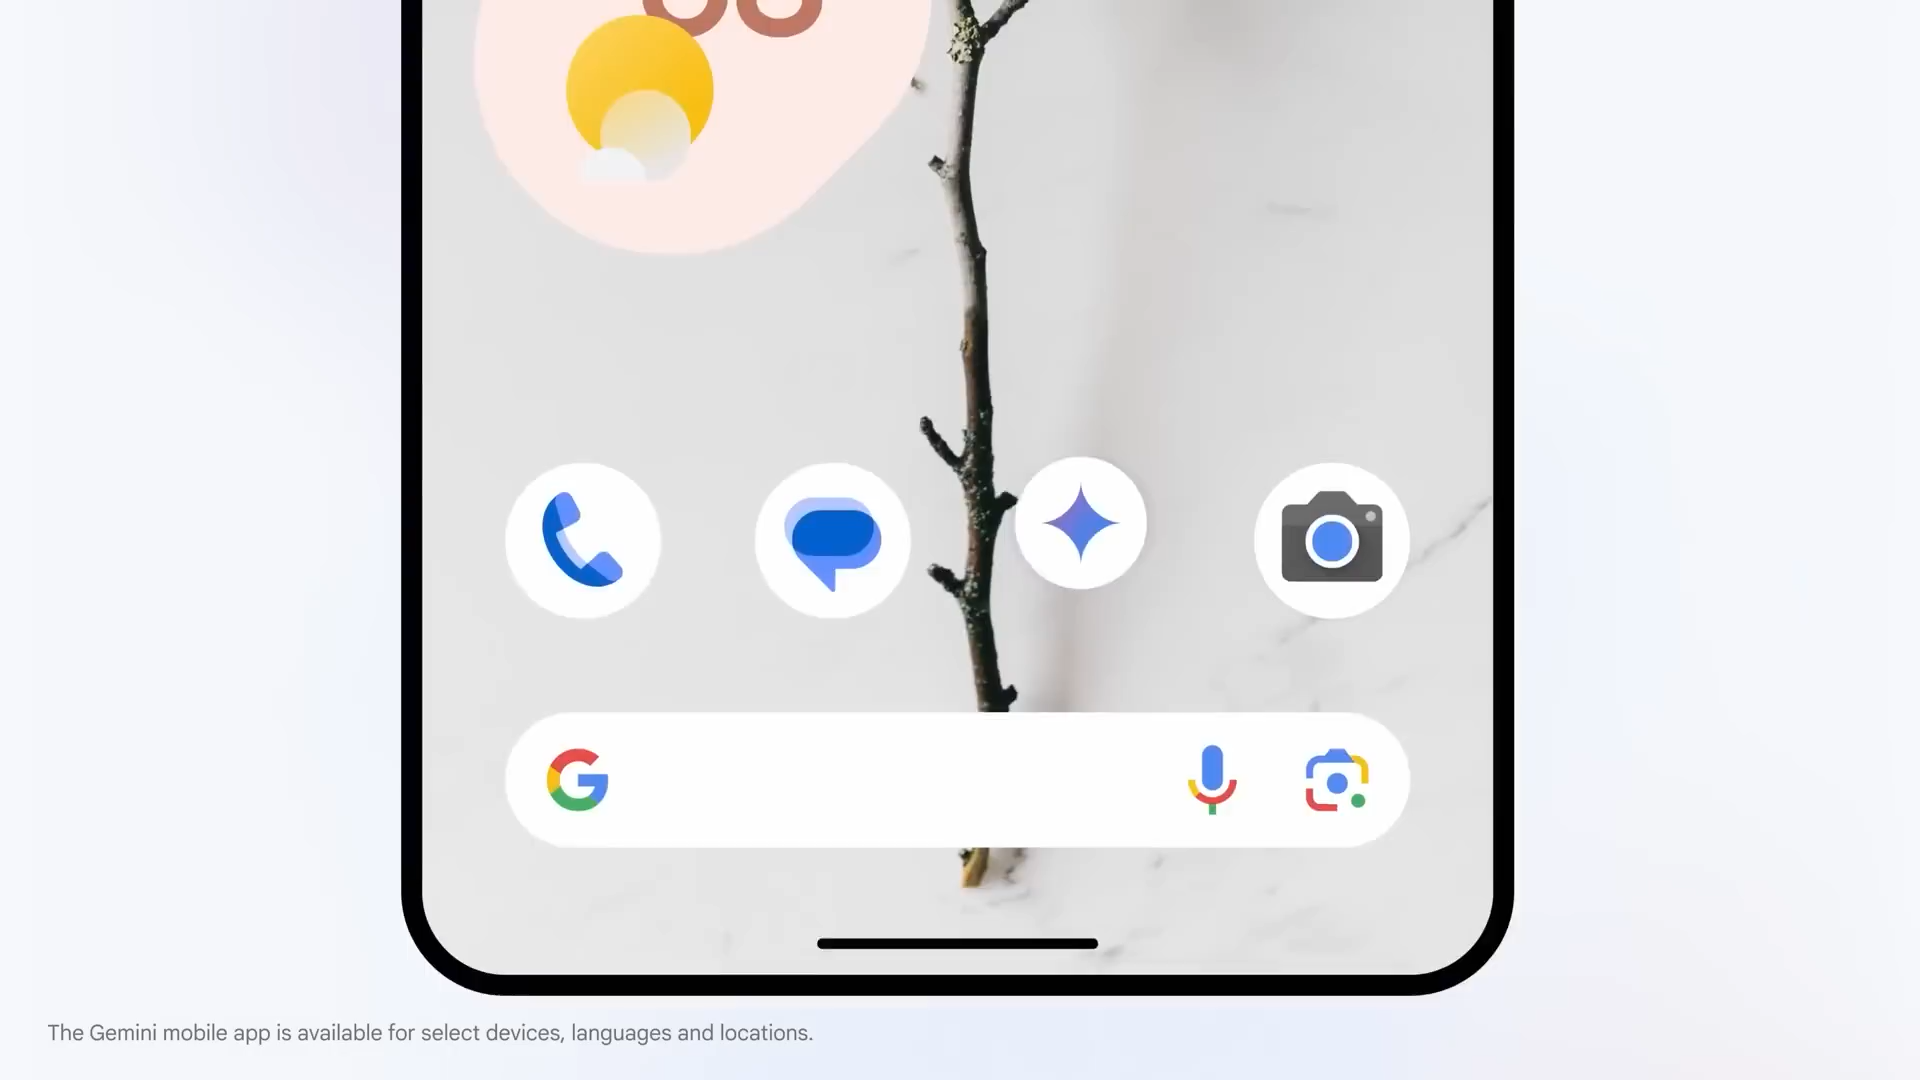 The Gemini mobile app is available for select devices, languages and locations.